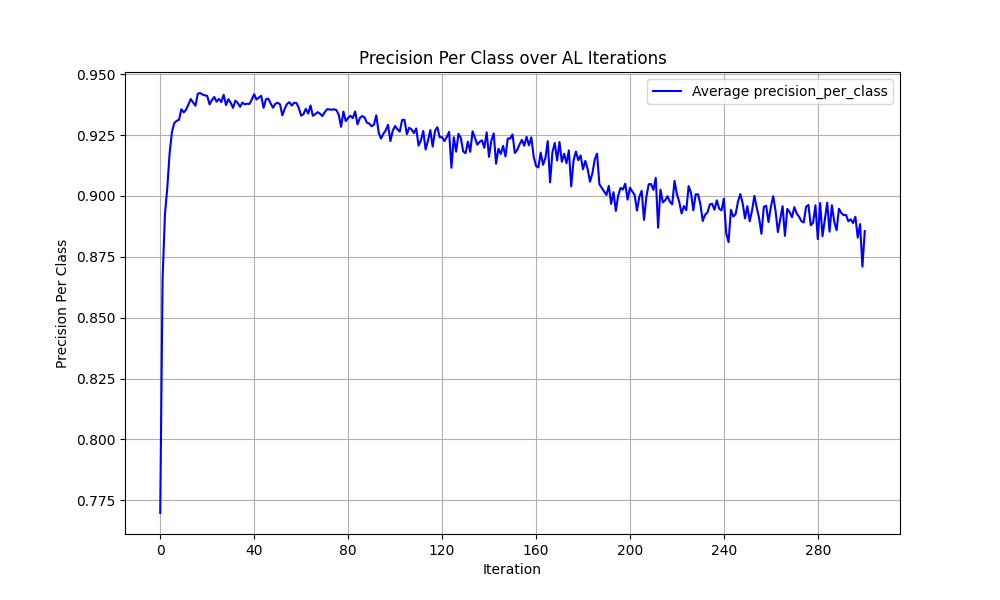 Precision Per Class over AL Iterations
Average precision_per_class
Precision Per Class
0.950
0.925
0.900
0.875
0.850
0.825
0.800
0.775
0 40 80 120 160 200 240 280
Iteration